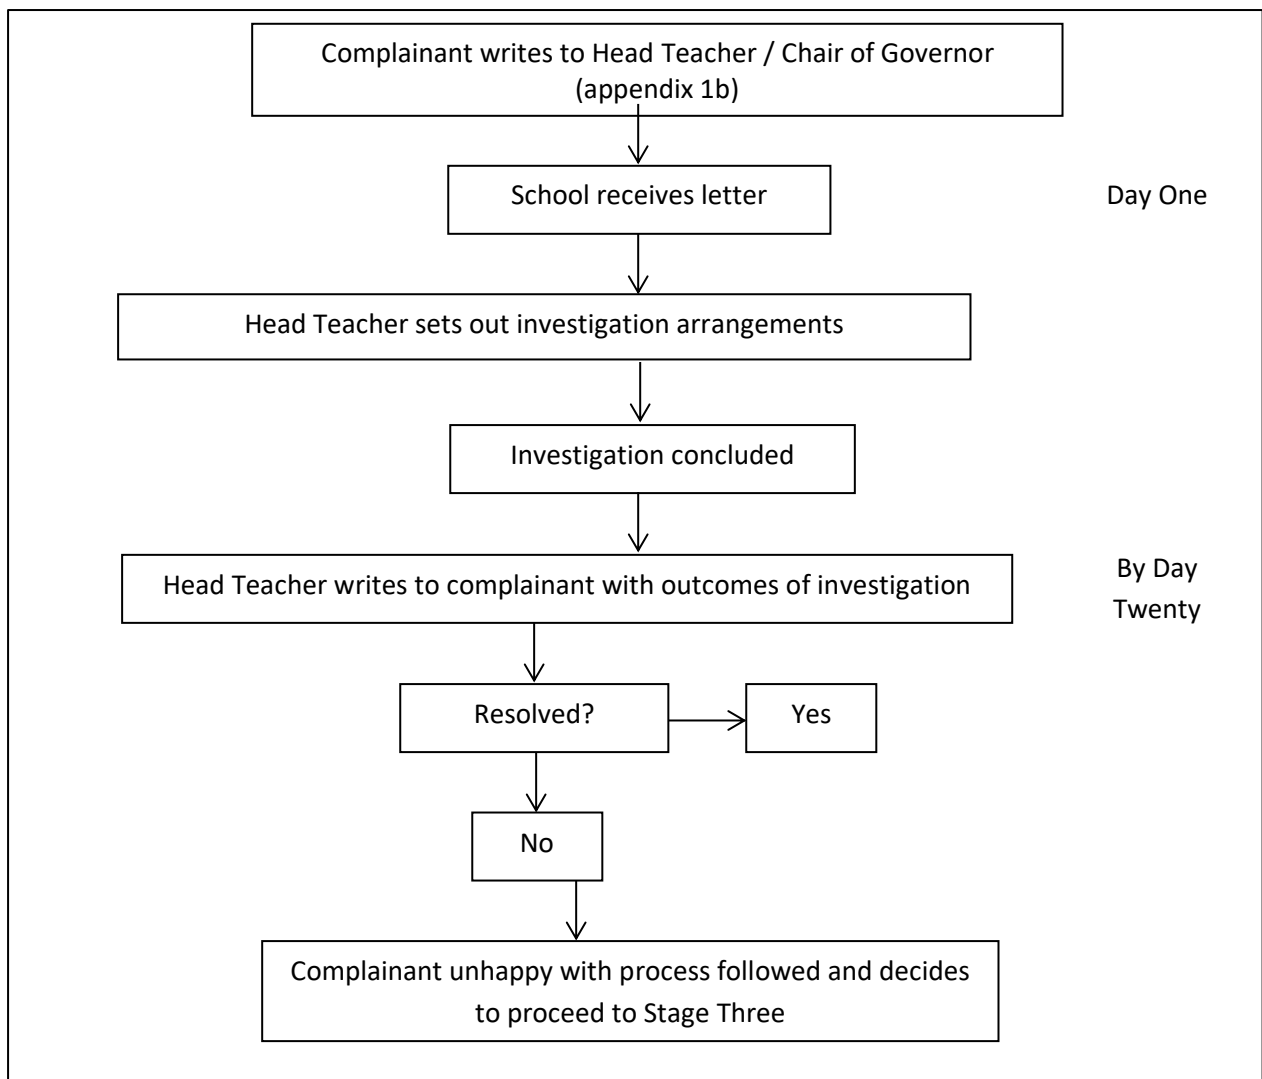 Complainant writes to Head Teacher / Chair of Governor
(appendix 1b)
School receives letter
Day One
Head Teacher sets out investigation arrangements
Investigation concluded
Head Teacher writes to complainant with outcomes of investigation
By Day
Twenty
Resolved?
Yes
No
Complainant unhappy with process followed and decides
to proceed to Stage Three